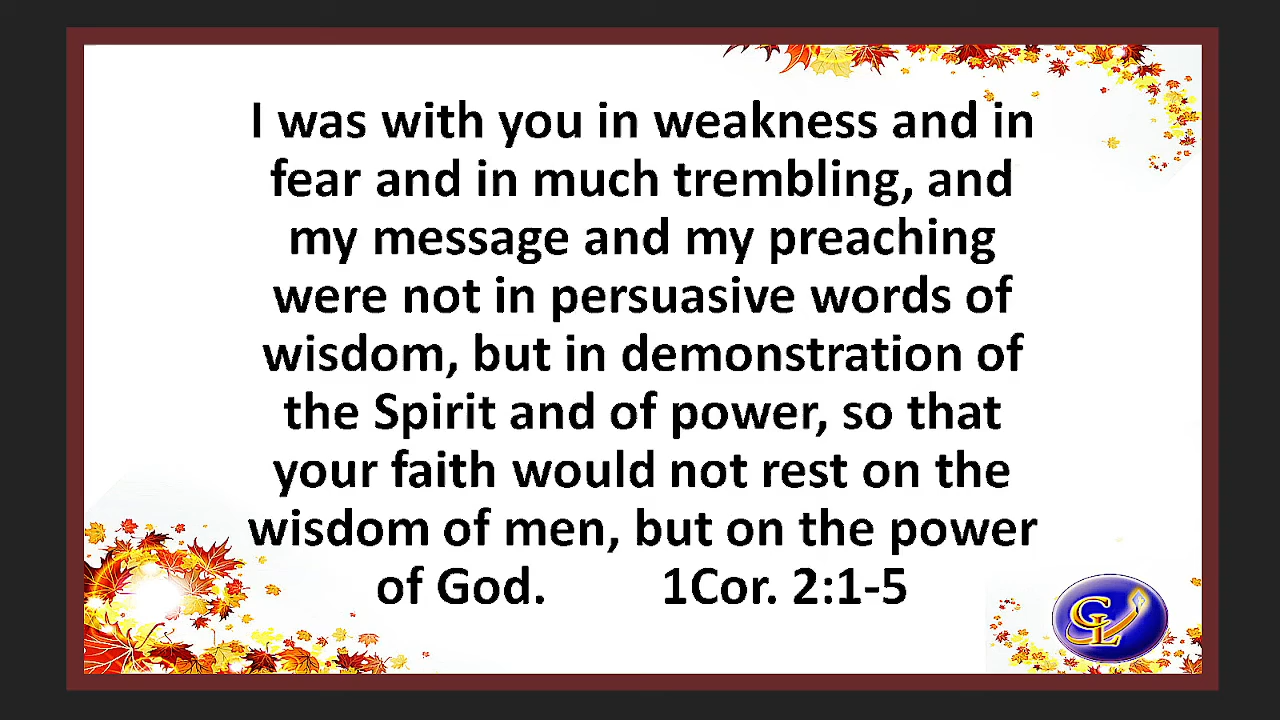 I was with you in weakness and in
fear and in much trembling, and
my message and my preaching
were not in persuasive words of
wisdom, but in demonstration of
the Spirit and of power, so that
your faith would not rest on the
wisdom of men, but on the power
of God. 1Cor. 2:1-5
GL